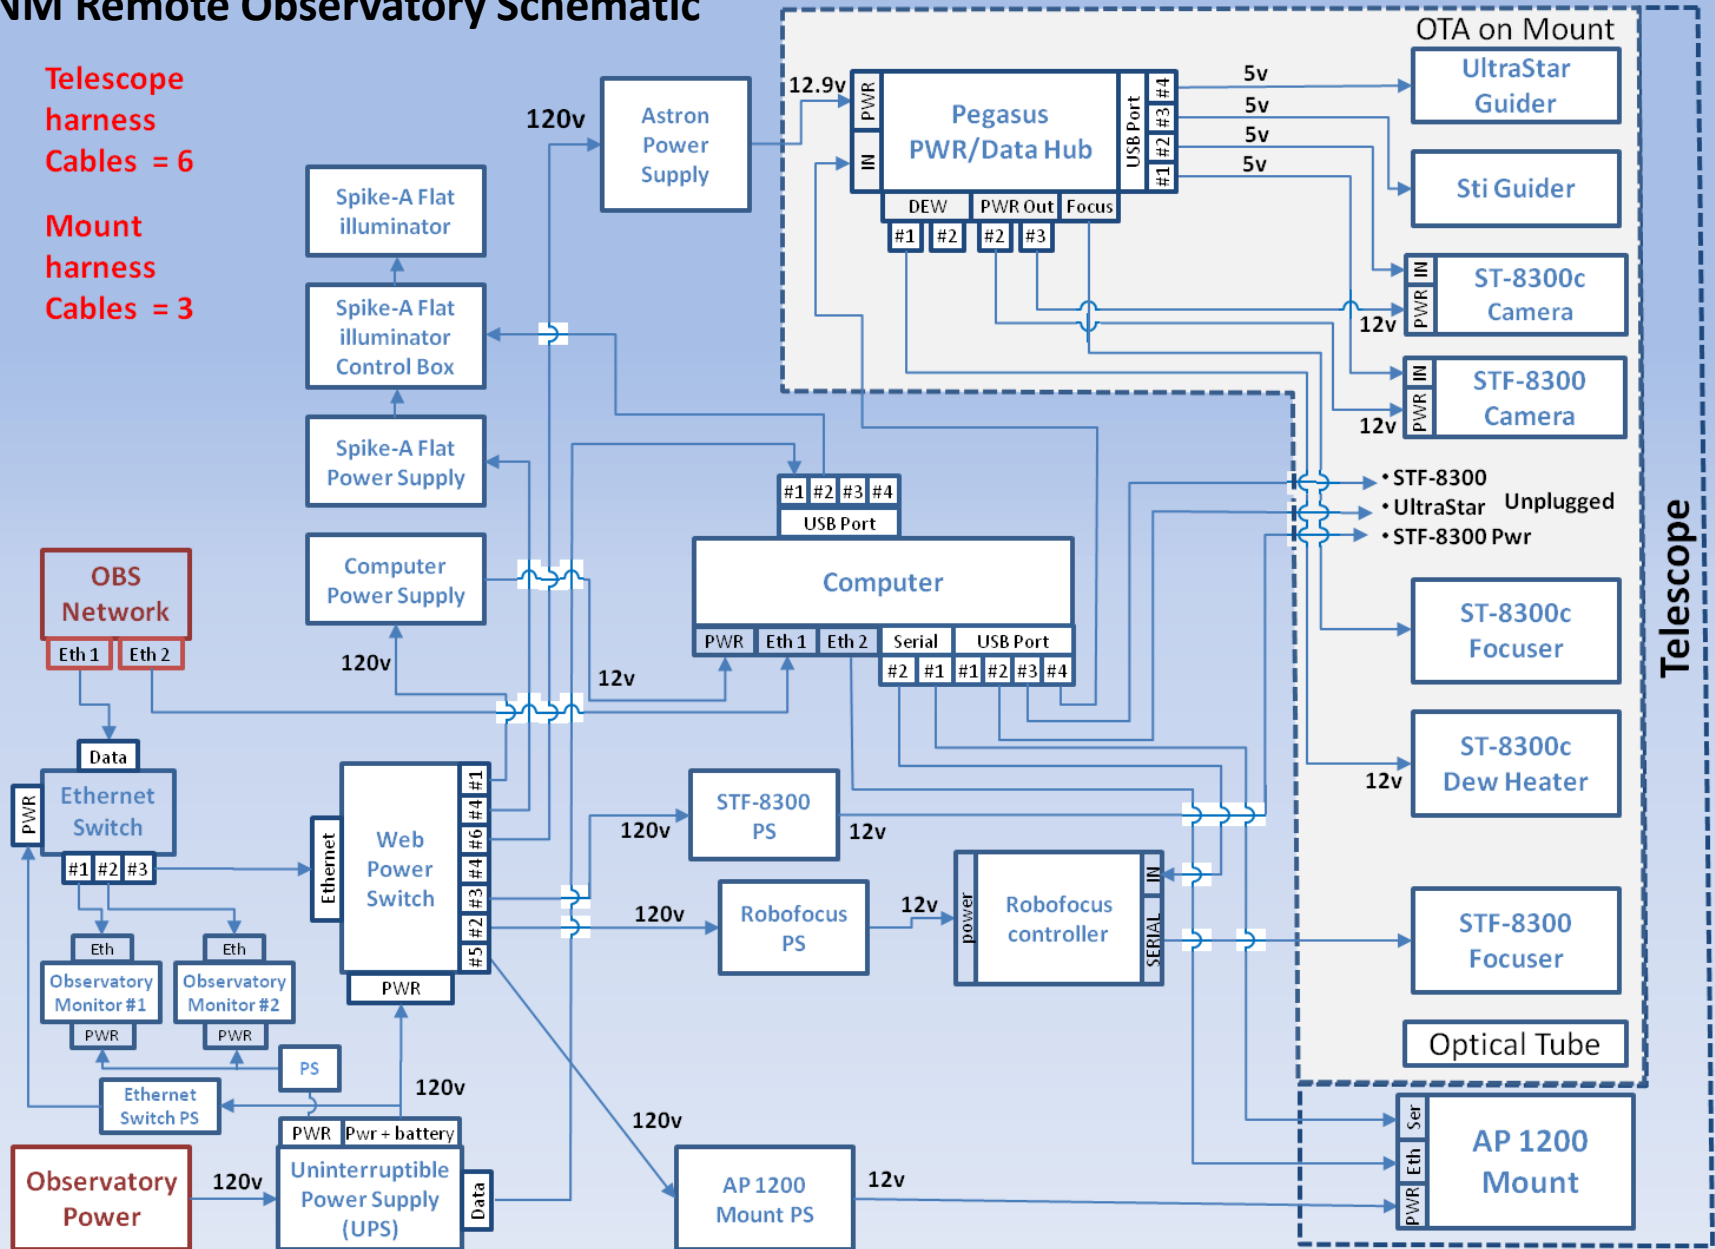 NM Remote Observatory Schematic
Telescope
harness
Cables = 6
Mount
harness
Cables = 3
OTA on Mount
Telescope
120v
Astron
Power
Supply
12.9v
PWR
IN
Pegasus
PWR/Data Hub
USB Port
#4
#3
#2
#1
DEW
PWR Out
Focus
#1
#2
#2
#3
5v
5v
5v
5v
UltraStar
Guider
Sti Guider
IN
PWR
ST-8300c
Camera
12v
IN
PWR
STF-8300
Camera
12v
• STF-8300
• UltraStar
• STF-8300 Pwr
Unplugged
ST-8300c
Focuser
ST-8300c
Dew Heater
12v
STF-8300
Focuser
Optical Tube
Spike-A Flat
illuminator
Spike-A Flat
illuminator
Control Box
Spike-A Flat
Power Supply
Computer
Power Supply
120v
12v
#1 #2 #3 #4
USB Port
Computer
PWR
Eth 1
Eth 2
Serial
USB Port
#2 #1 #1 #2 #3 #4
OBS
Network
Eth 1
Eth 2
Data
PWR
Ethernet
Switch
#1 #2 #3
Ethernet
Web
Power
Switch
#1
#4
#6
#4
#3
#2
#5
PWR
120v
STF-8300
PS
12v
120v
Robofocus
PS
12v
power
Robofocus
controller
IN
SERIAL
Eth
Observatory
Monitor #1
PWR
Eth
Observatory
Monitor #2
PWR
PS
Ethernet
Switch PS
120v
Observatory
Power
120v
PWR
Pwr + battery
Uninterruptible
Power Supply
(UPS)
Data
120v
AP 1200
Mount PS
12v
Ser
Eth
PWR
AP 1200
Mount